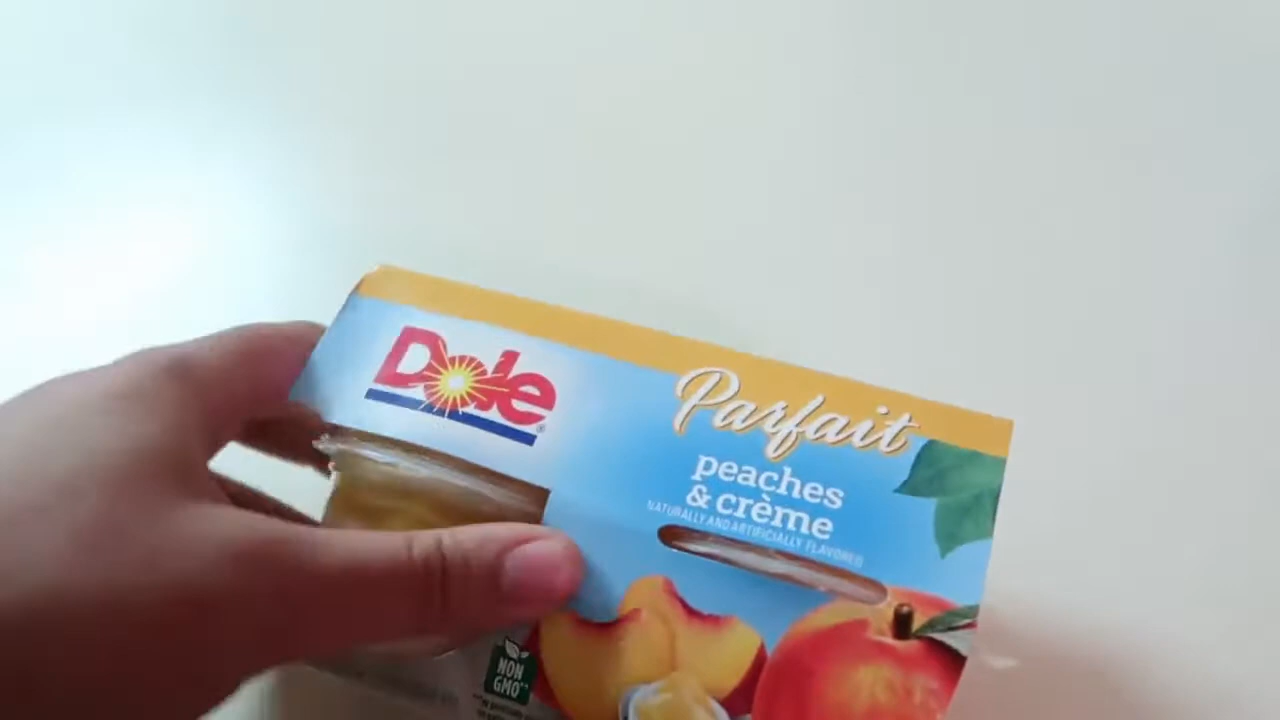 Dole
Parfait
peaches
& crème
NATURALLY AND ARTIFICIALLY FLAVORED
NON
GMO**